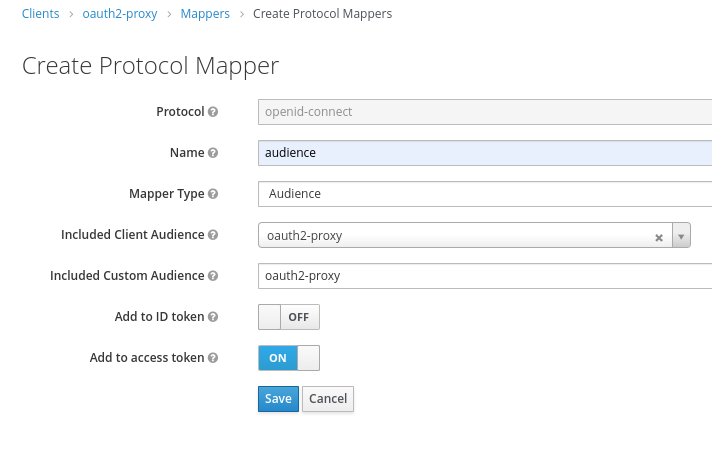 Clients > oauth2-proxy > Mappers > Create Protocol Mappers
Create Protocol Mapper
Protocol ? openid-connect
Name ? audience
Mapper Type ? Audience
Included Client Audience ? oauth2-proxy
Included Custom Audience ? oauth2-proxy
Add to ID token ? OFF
Add to access token ? ON
Save Cancel